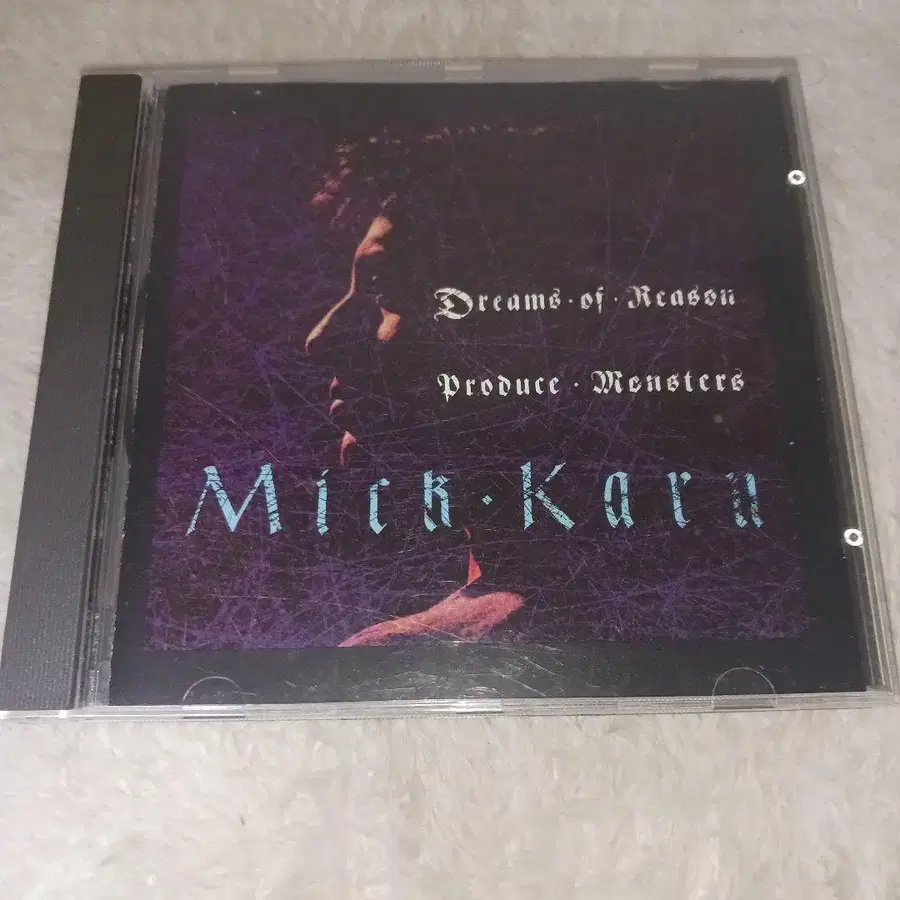 Dreams · of · Reason
Produce · Monsters
Mick · Karn